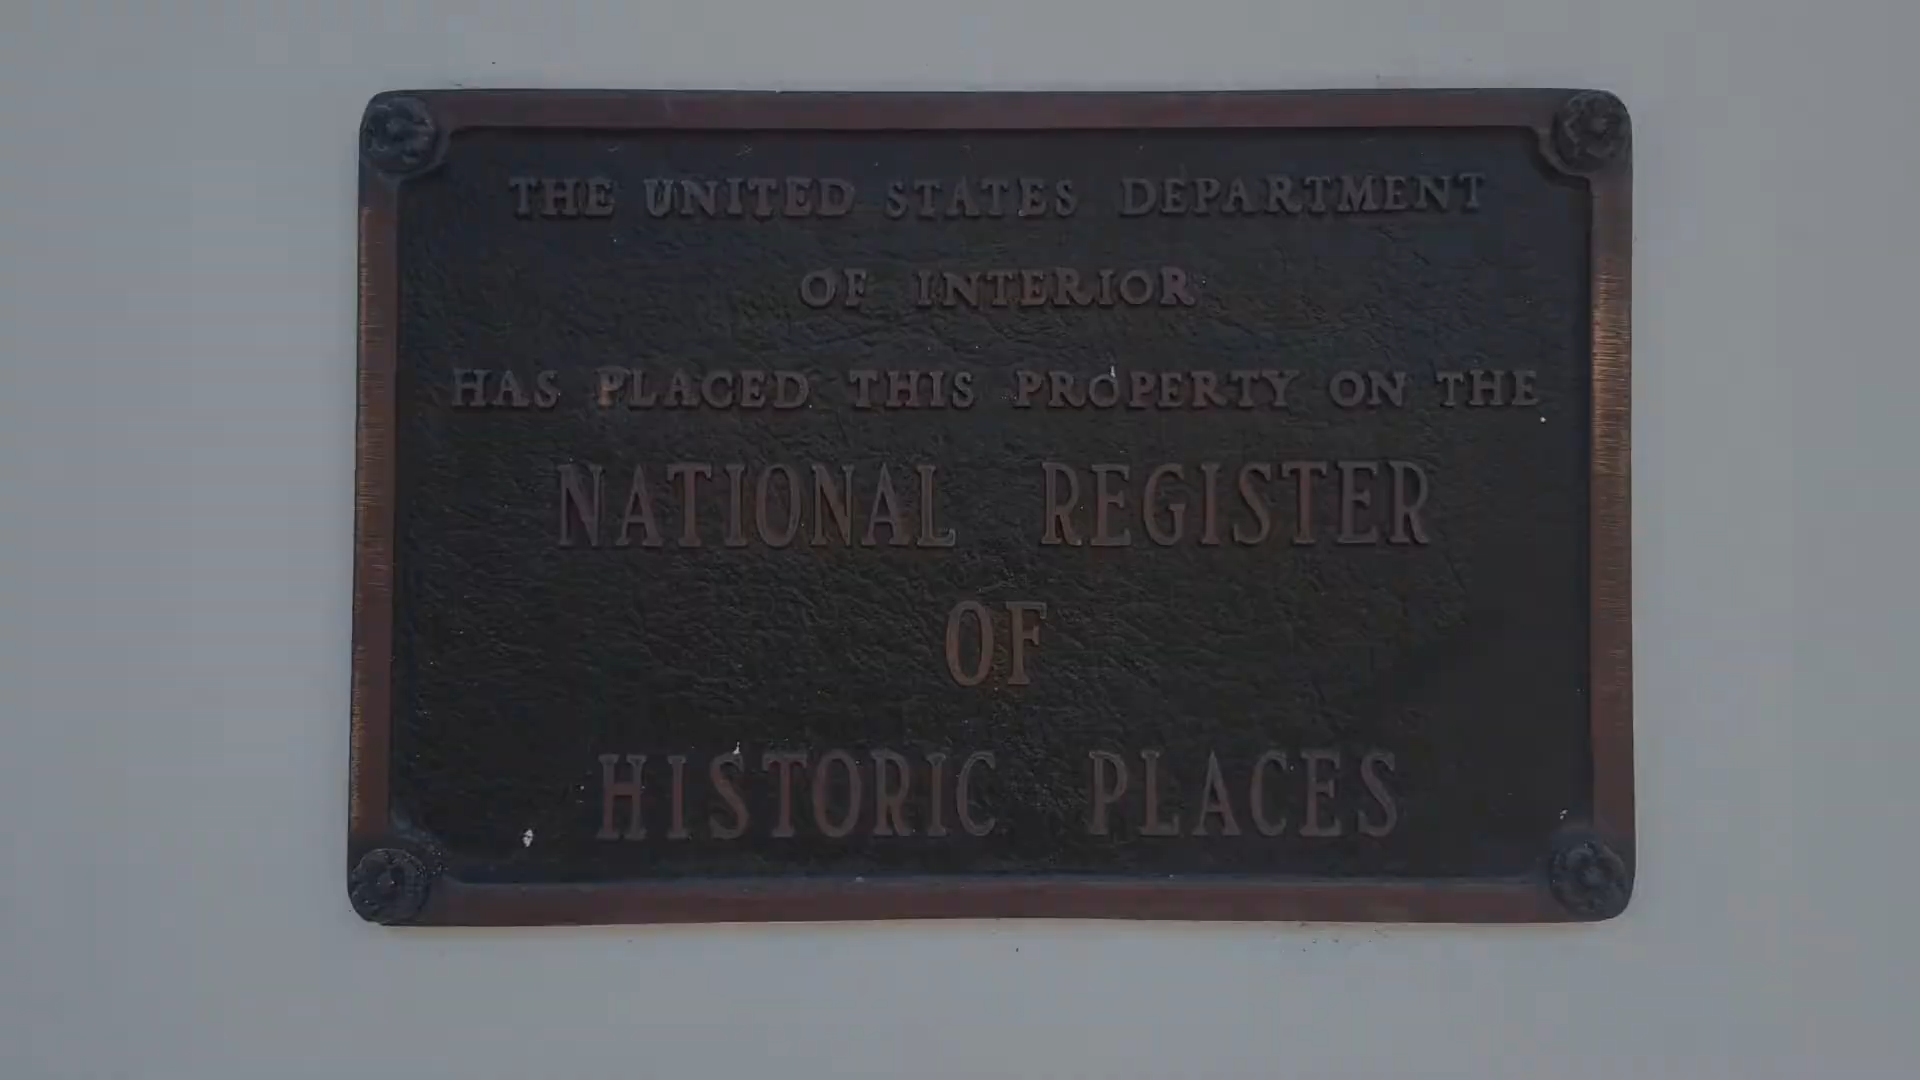 THE UNITED STATES DEPARTMENT
OF INTERIOR
HAS PLACED THIS PROPERTY ON THE
NATIONAL REGISTER
OF
HISTORIC PLACES